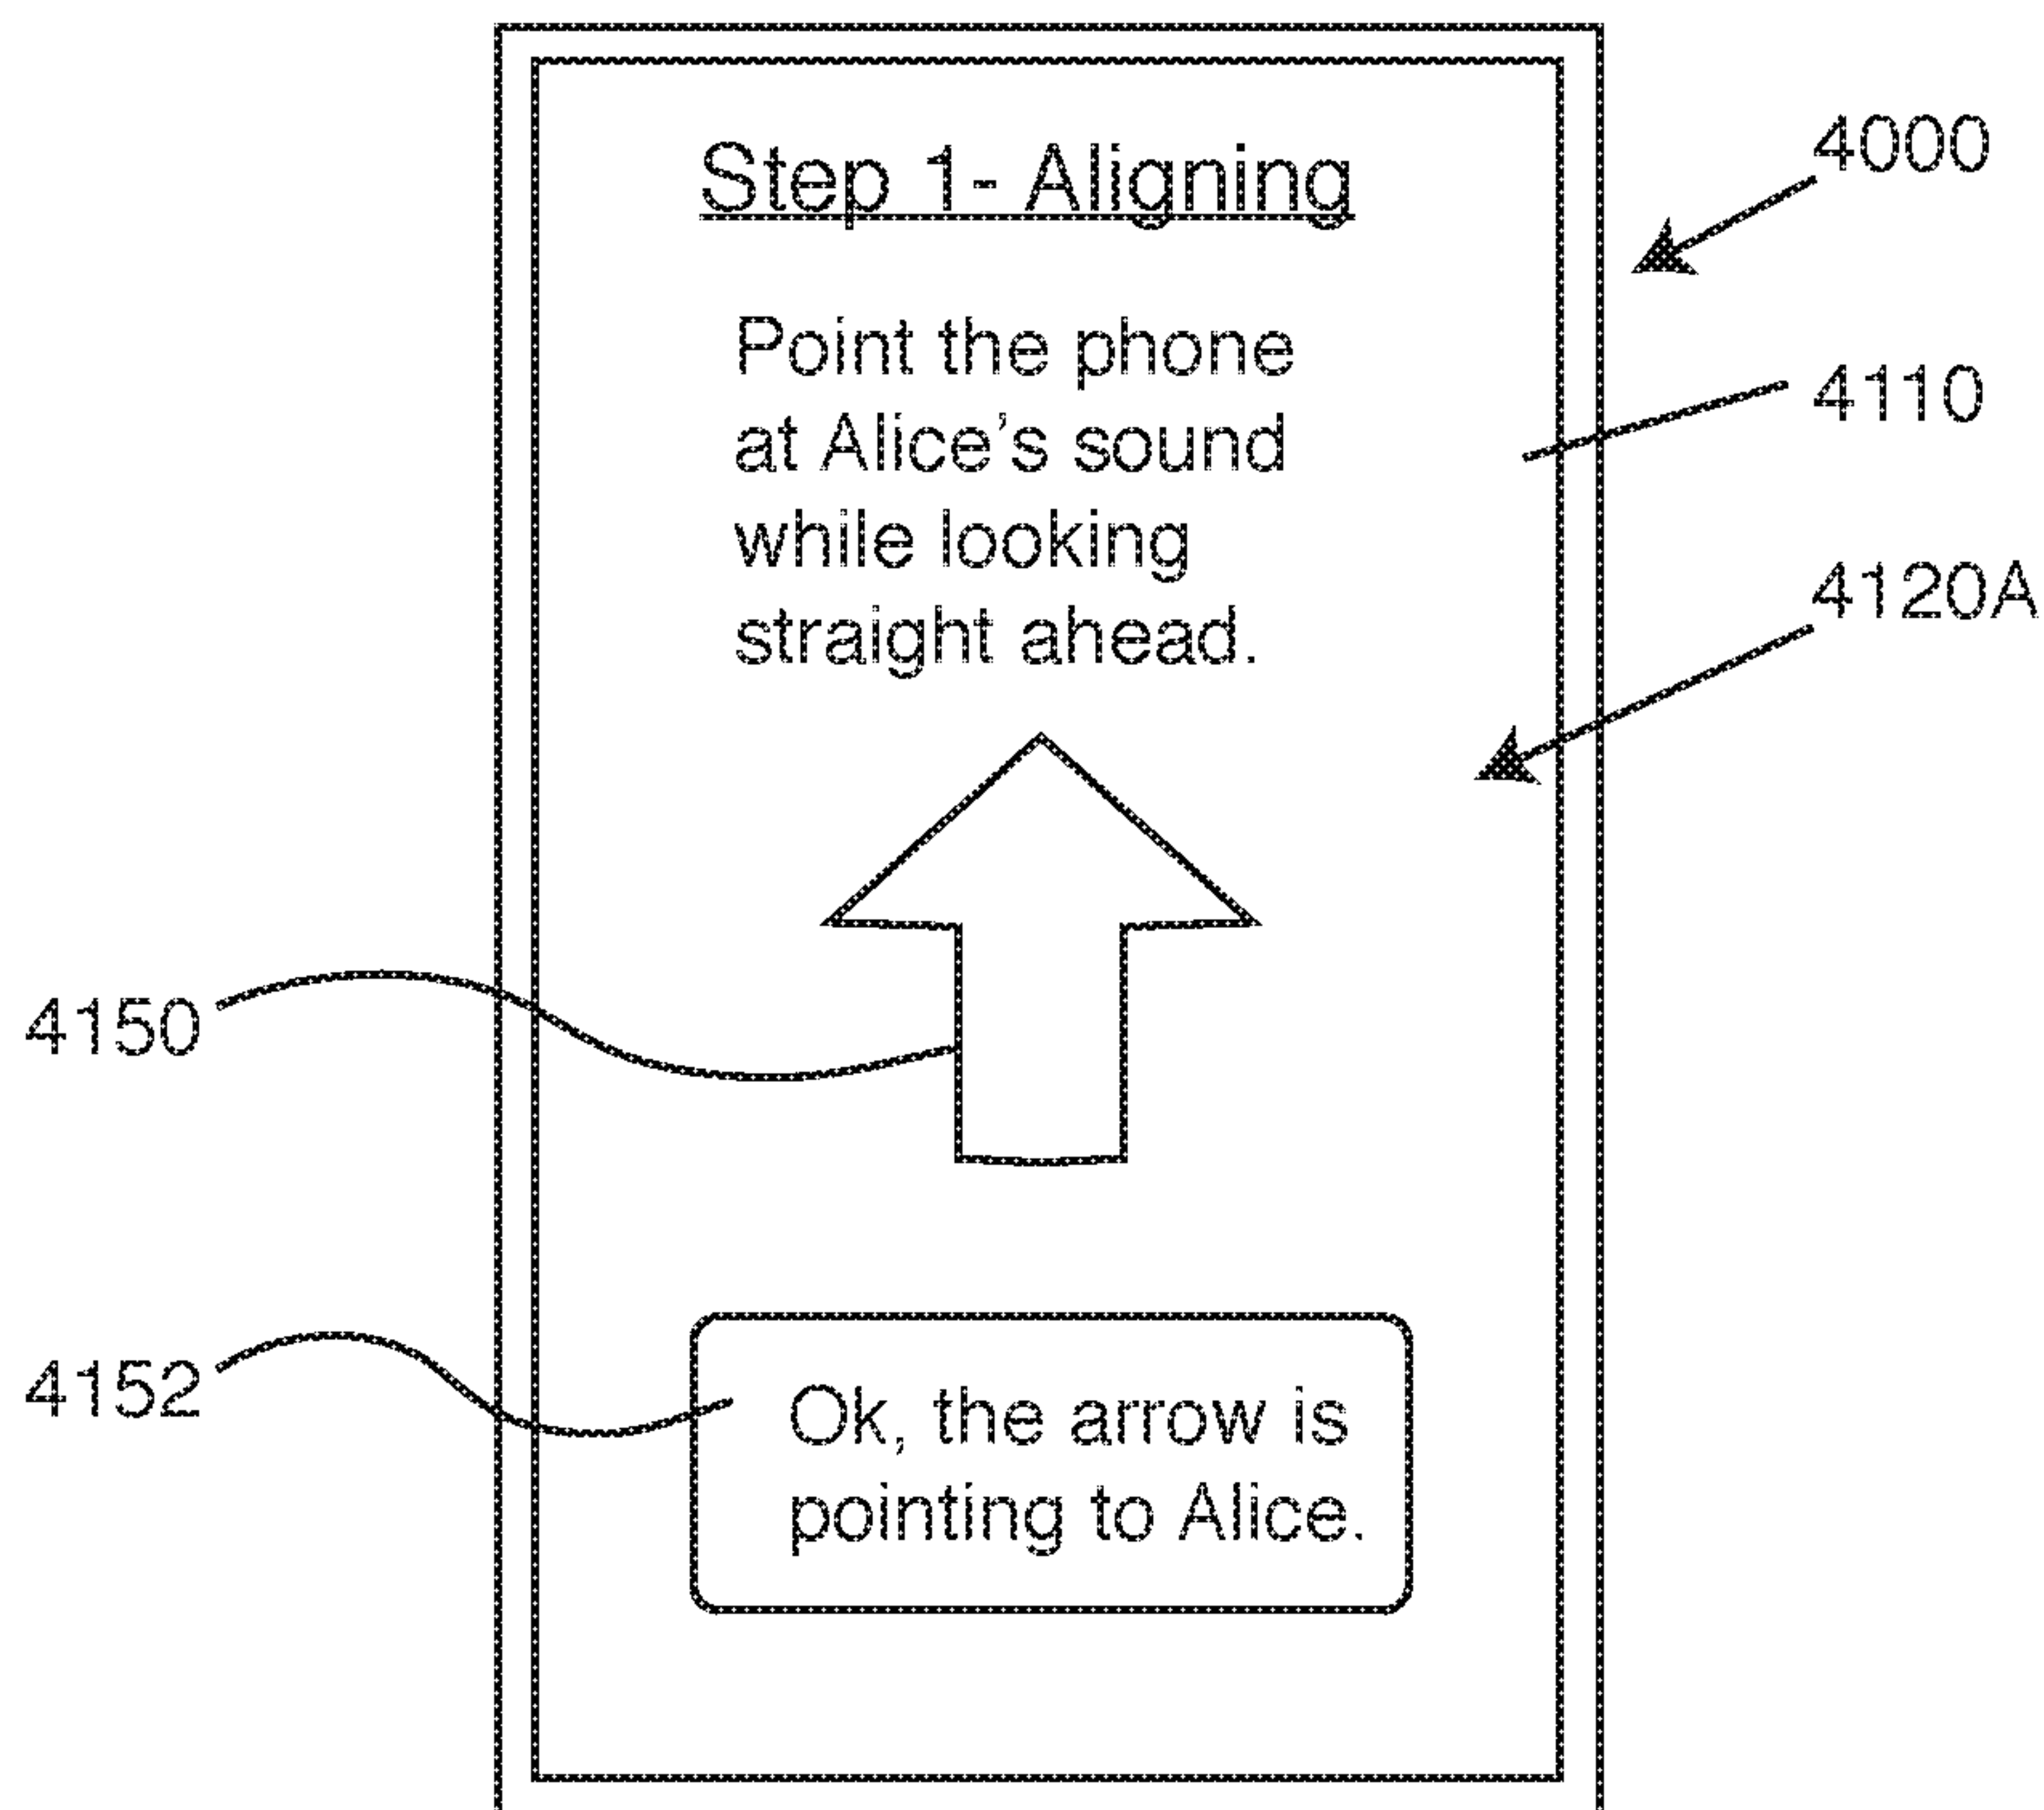 Step 1- Aligning
4000
Point the phone
at Alice's sound
while looking
straight ahead.
4110
4120A
4150
4152
Ok, the arrow is
pointing to Alice.